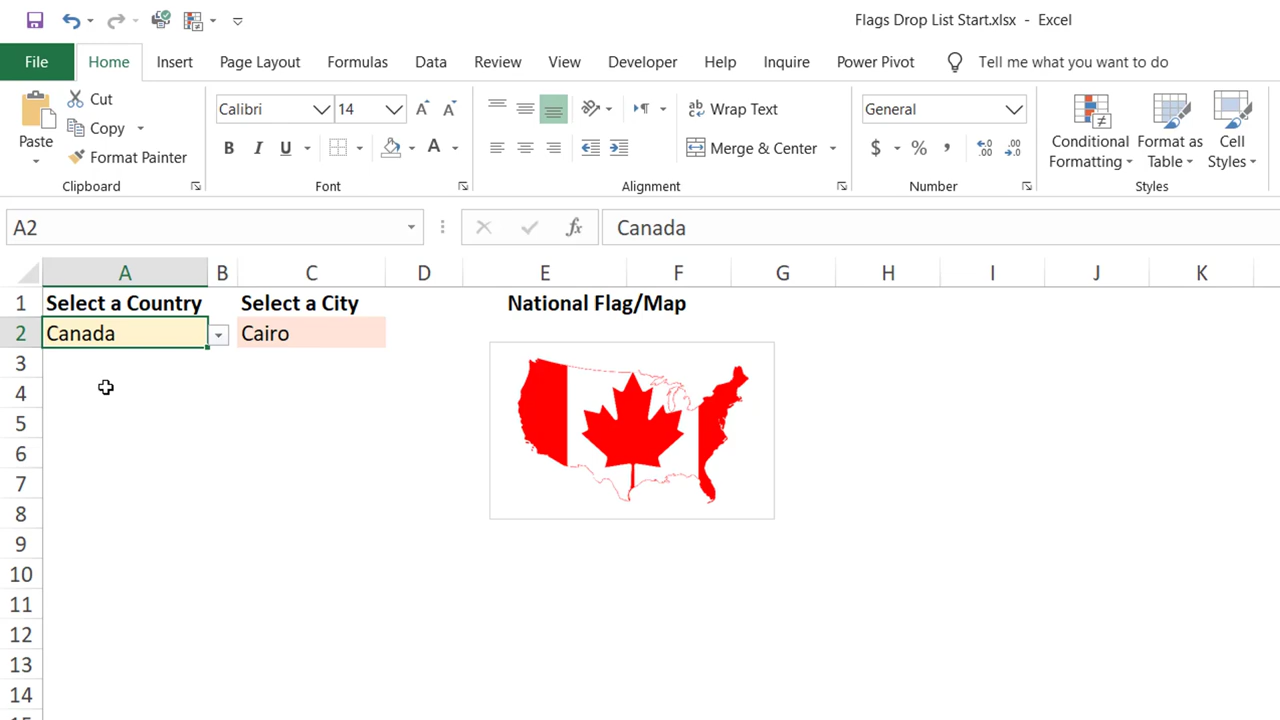 Flags Drop List Start.xlsx - Excel
File Home Insert Page Layout Formulas Data Review View Developer Help Inquire Power Pivot Tell me what you want to do
Paste
Cut
Copy
Format Painter
Clipboard
Calibri 14
B I U A
Font
Wrap Text
Merge & Center
Alignment
General
$ % ,
Number
Conditional Formatting
Format as Table
Cell Styles
Styles
A2 fx Canada
A B C D E F G H I J K
1 Select a Country Select a City National Flag/Map
2 Canada Cairo
3
4
5
6
7
8
9
10
11
12
13
14